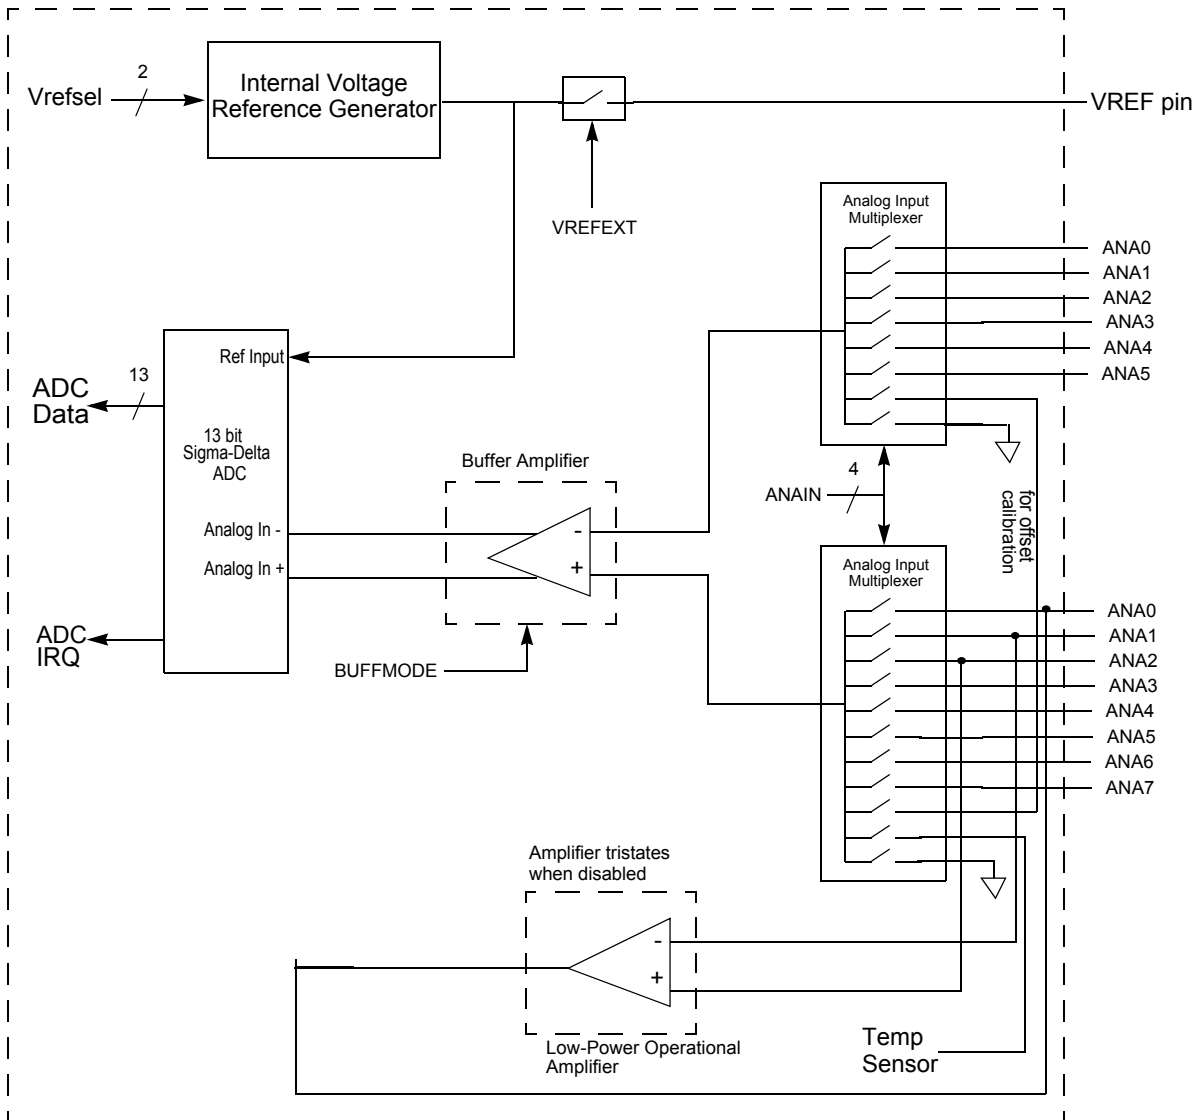 2
Vrefsel
Internal Voltage
Reference Generator
VREF pin
VREFEXT
Analog Input
Multiplexer
ANA0
ANA1
ANA2
ANA3
ANA4
ANA5
Ref Input
13
ADC
Data
13 bit
Sigma-Delta
ADC
Buffer Amplifier
4
ANAIN
for offset
calibration
Analog In -
Analog In +
-
+
Analog Input
Multiplexer
ADC
IRQ
BUFFMODE
ANA0
ANA1
ANA2
ANA3
ANA4
ANA5
ANA6
ANA7
Amplifier tristates
when disabled
-
+
Temp
Sensor
Low-Power Operational
Amplifier